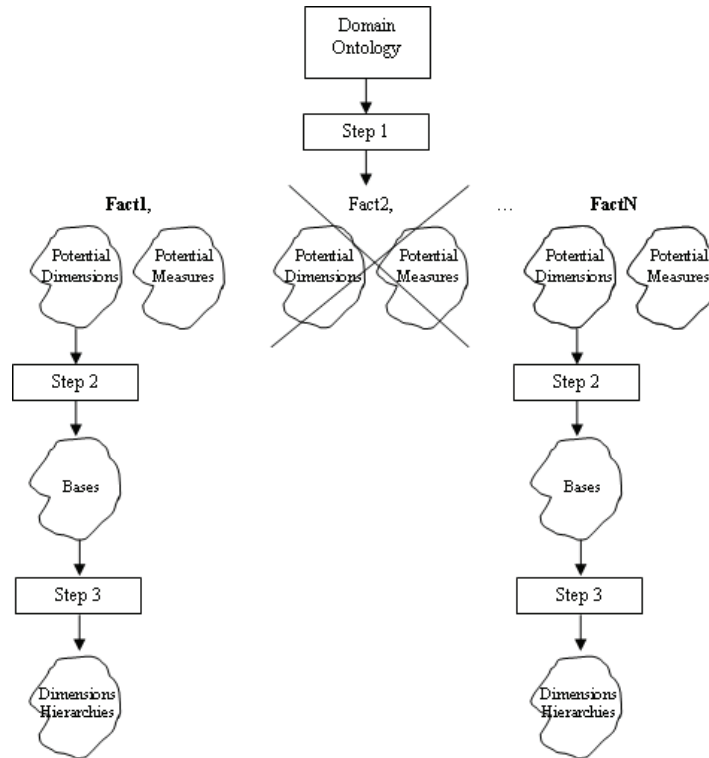 Domain
Ontology
Step 1
Fact1,
Fact2,
...
FactN
Potential
Dimensions
Potential
Measures
Potential
Dimensions
Potential
Measures
Potential
Dimensions
Potential
Measures
Step 2
Step 2
Bases
Bases
Step 3
Step 3
Dimensions
Hierarchies
Dimensions
Hierarchies